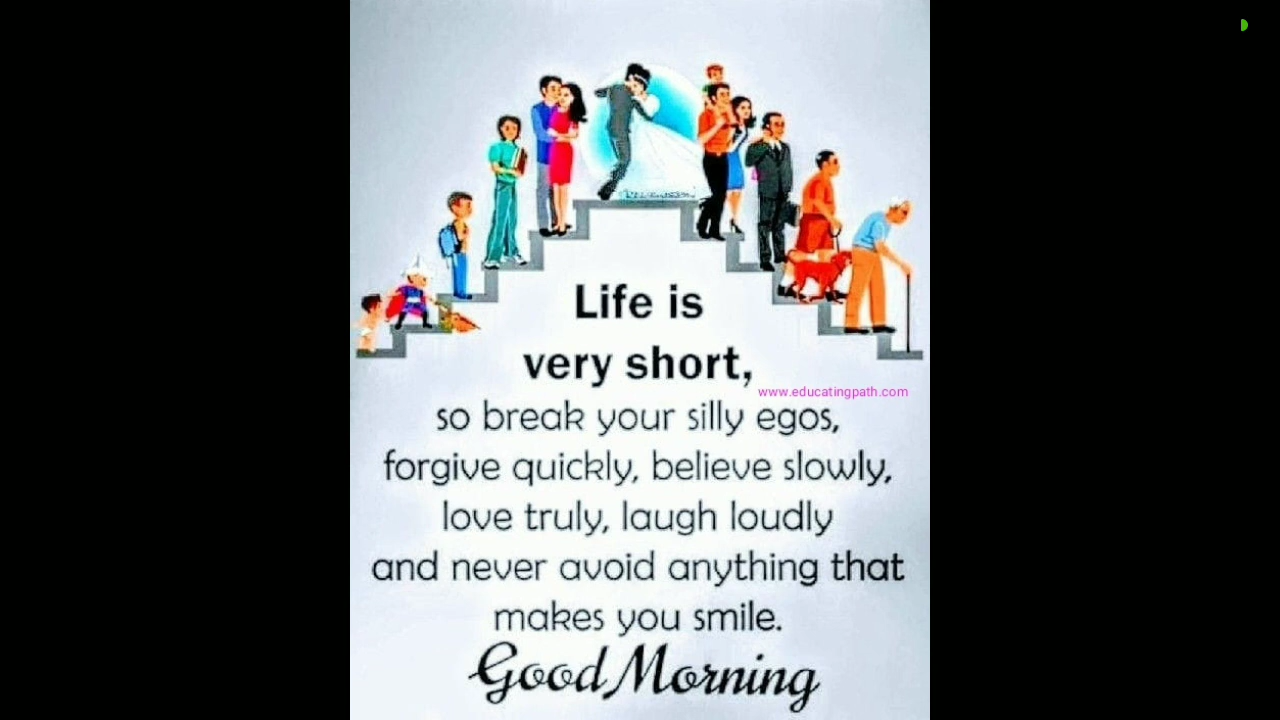 Life is
very short,
www.educatingpath.com
so break your silly egos,
forgive quickly, believe slowly,
love truly, laugh loudly
and never avoid anything that
makes you smile.
Good Morning